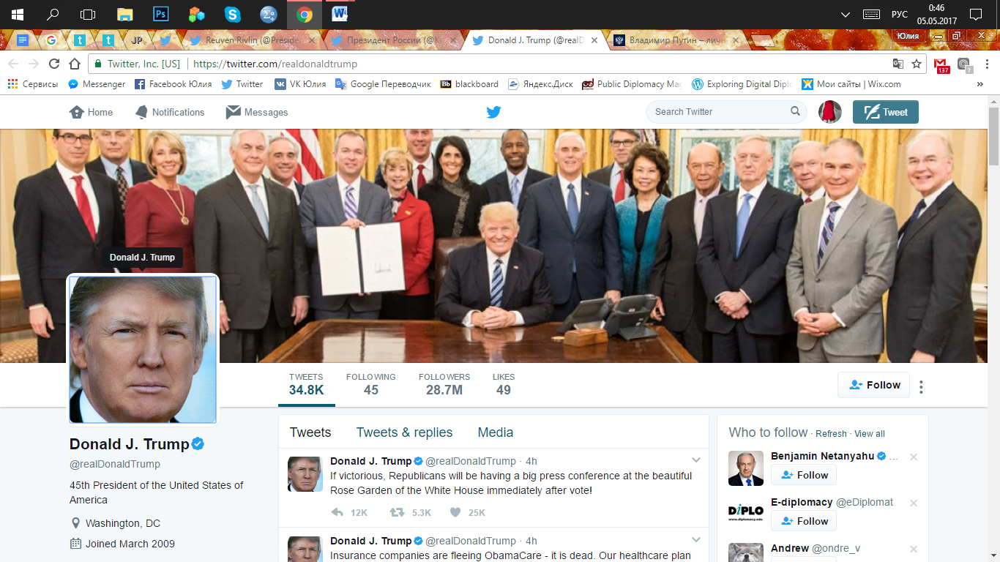 РУС
0:46
05.05.2017
Ps
W
JP
Reuven Rivlin (@Preside
Президент России (@K
Donald J. Trump (@realD
Владимир Путин – личн
Юлия
Twitter, Inc. [US]
https://twitter.com/realdonaldtrump
137
?
Сервисы
Messenger
Facebook Юлия
Twitter
VK Юлия
Google Переводчик
Bb blackboard
Яндекс.Диск
Public Diplomacy Mag
Exploring Digital Diplo
Мои сайты | Wix.com
»
Home
Notifications
Messages
Search Twitter
Tweet
Donald J. Trump
TWEETS
34.8K
FOLLOWING
45
FOLLOWERS
28.7M
LIKES
49
Follow
Donald J. Trump
@realDonaldTrump
45th President of the United States of
America
Washington, DC
Joined March 2009
Tweets
Tweets & replies
Media
Donald J. Trump @realDonaldTrump · 4h
If victorious, Republicans will be having a big press conference at the beautiful
Rose Garden of the White House immediately after vote!
12K
5.3K
25K
Donald J. Trump @realDonaldTrump · 4h
Insurance companies are fleeing ObamaCare - it is dead. Our healthcare plan
Who to follow · Refresh · View all
Benjamin Netanyahu ...
Follow
DiPLO
www.diplomacy.edu
E-diplomacy @eDiplomat
Follow
Andrew @ondre_v